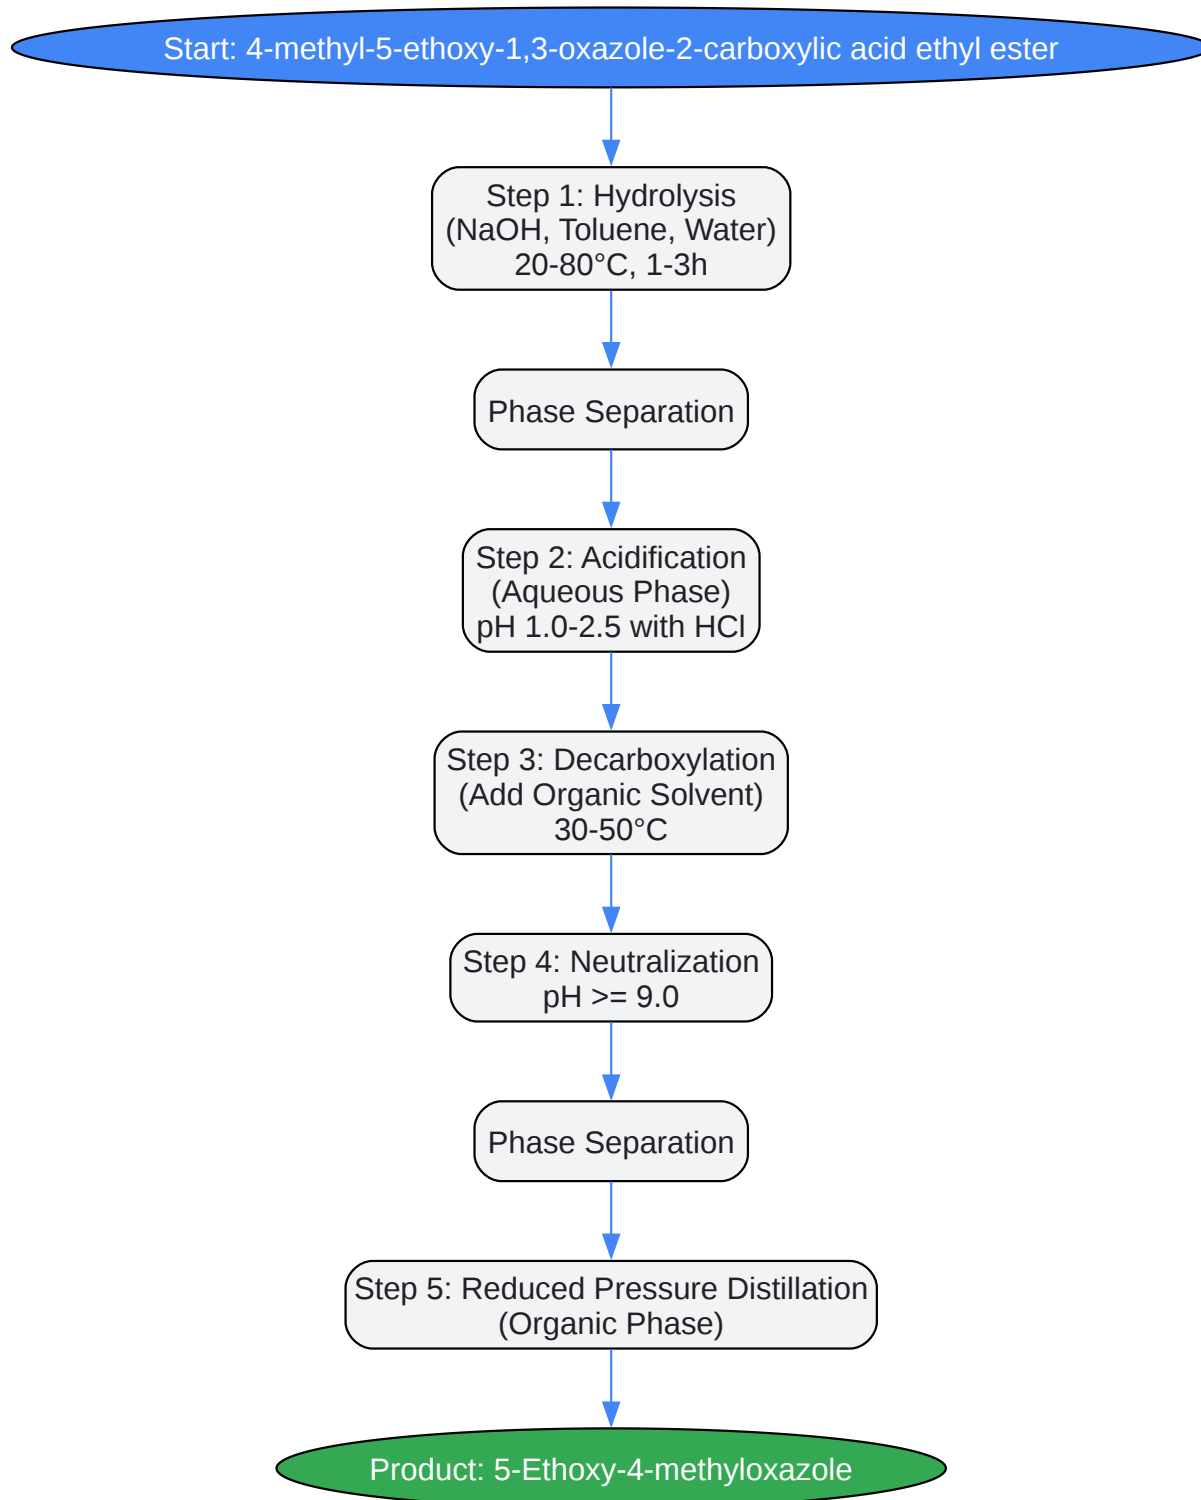 Start: 4-methyl-5-ethoxy-1,3-oxazole-2-carboxylic acid ethyl ester
Step 1: Hydrolysis
(NaOH, Toluene, Water)
20-80°C, 1-3h
Phase Separation
Step 2: Acidification
(Aqueous Phase)
pH 1.0-2.5 with HCl
Step 3: Decarboxylation
(Add Organic Solvent)
30-50°C
Step 4: Neutralization
pH >= 9.0
Phase Separation
Step 5: Reduced Pressure Distillation
(Organic Phase)
Product: 5-Ethoxy-4-methyloxazole